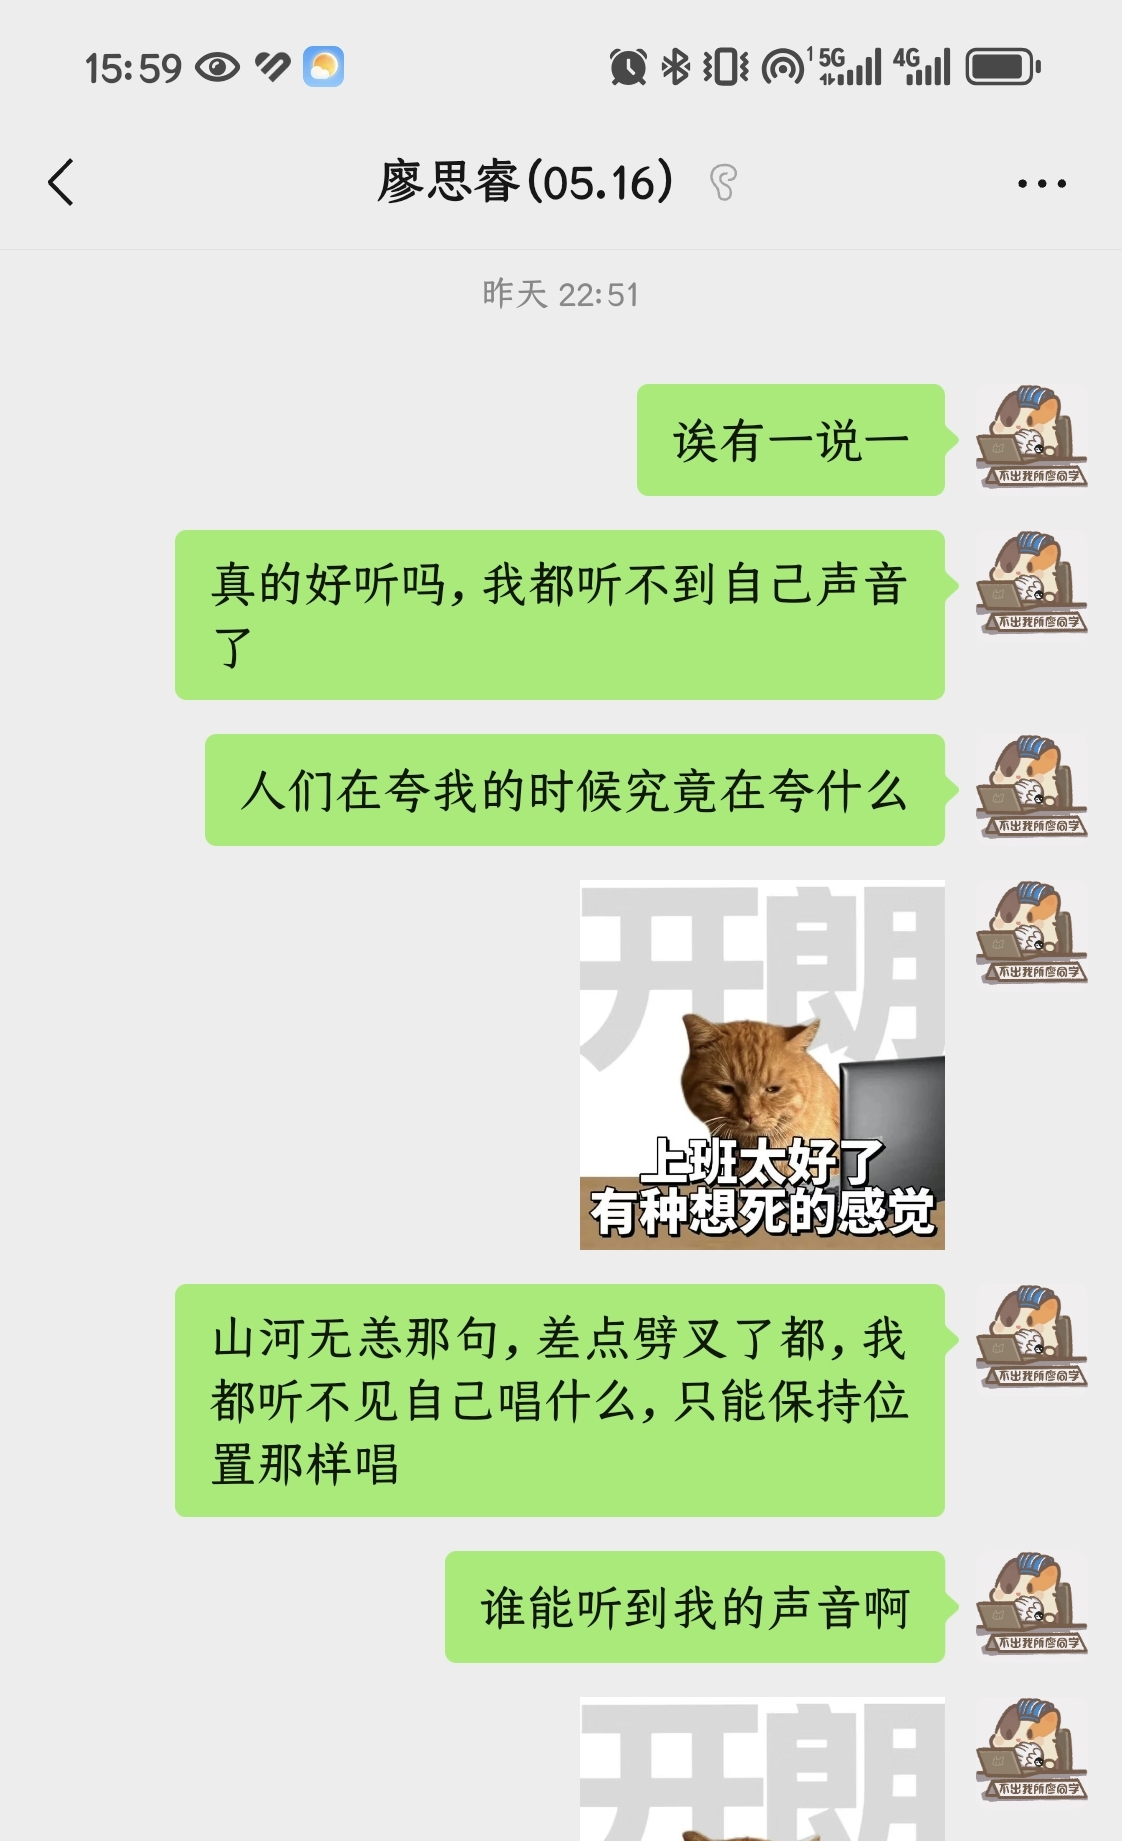 15:59
5G
4G
廖思睿(05.16)
昨天 22:51
诶有一说一
不出我所廖同学
真的好听吗，我都听不到自己声音
了
不出我所廖同学
人们在夸我的时候究竟在夸什么
不出我所廖同学
开朗
上班太好了
有种想死的感觉
不出我所廖同学
山河无恙那句，差点劈叉了都，我
都听不见自己唱什么，只能保持位
置那样唱
不出我所廖同学
谁能听到我的声音啊
不出我所廖同学
开朗
不出我所廖同学